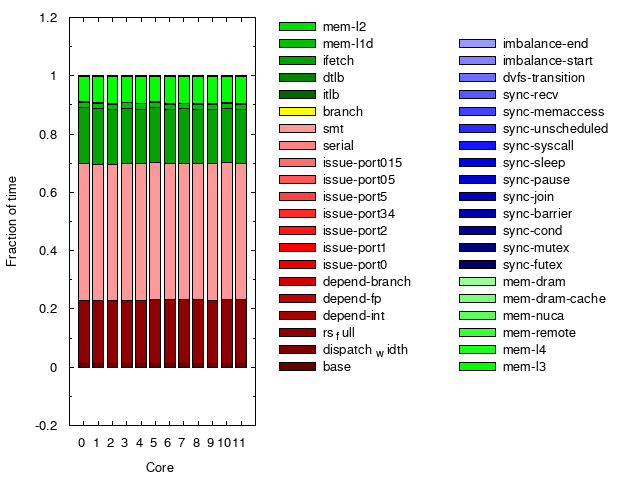 1.2
1
0.8
0.6
0.4
0.2
0
-0.2
Fraction of time
0 1 2 3 4 5 6 7 8 9 10 11
Core
mem-l2
mem-l1d
ifetch
dtlb
itlb
branch
smt
serial
issue-port015
issue-port05
issue-port5
issue-port34
issue-port2
issue-port1
issue-port0
depend-branch
depend-fp
depend-int
rsfull
dispatchwidth
base
imbalance-end
imbalance-start
dvfs-transition
sync-recv
sync-memaccess
sync-unscheduled
sync-syscall
sync-sleep
sync-pause
sync-join
sync-barrier
sync-cond
sync-mutex
sync-futex
mem-dram
mem-dram-cache
mem-nuca
mem-remote
mem-l4
mem-l3